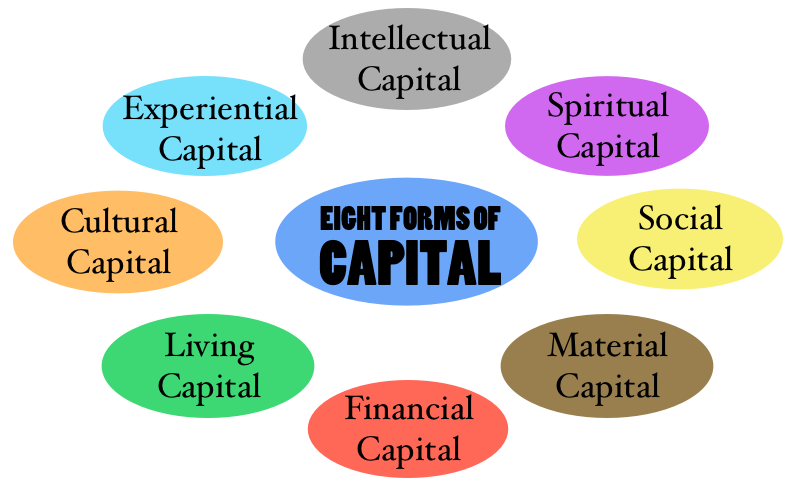 Intellectual
Capital
Experiential
Capital
Spiritual
Capital
Cultural
Capital
EIGHT FORMS OF
CAPITAL
Social
Capital
Living
Capital
Material
Capital
Financial
Capital